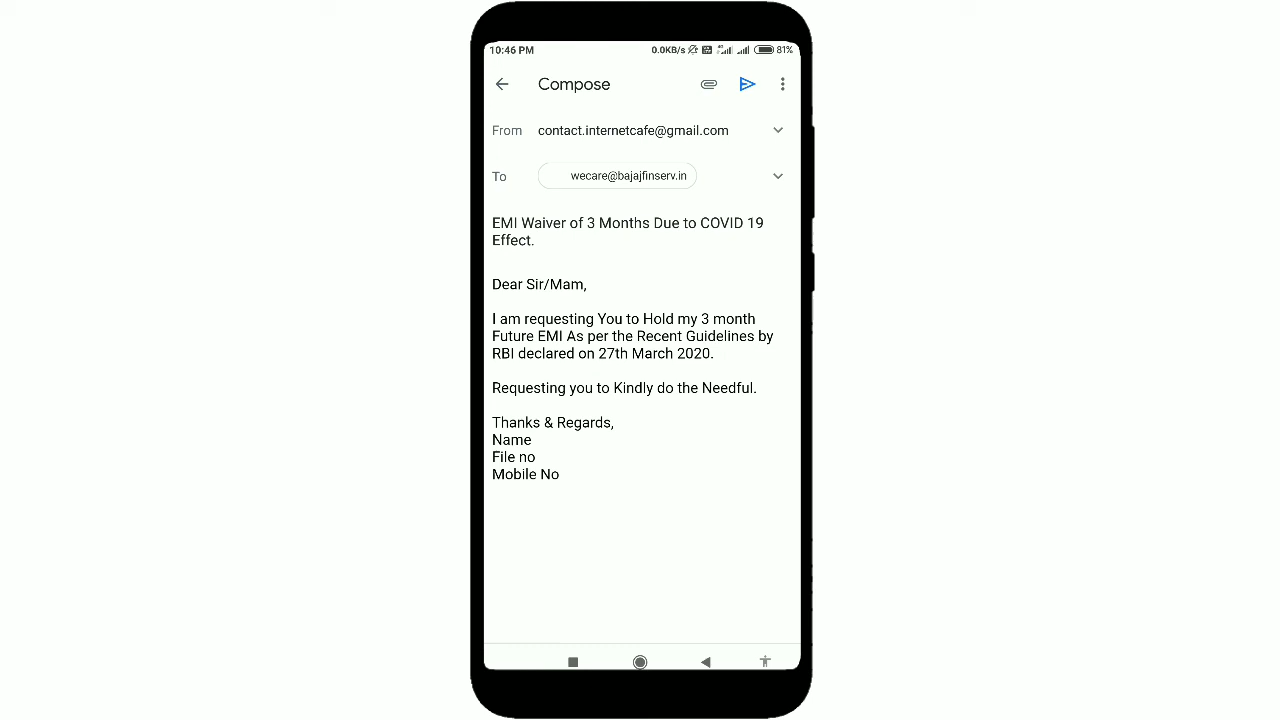 10:46 PM 0.0KB/s 81%
Compose
From contact.internetcafe@gmail.com
To wecare@bajajfinserv.in
EMI Waiver of 3 Months Due to COVID 19
Effect.
Dear Sir/Mam,
I am requesting You to Hold my 3 month
Future EMI As per the Recent Guidelines by
RBI declared on 27th March 2020.
Requesting you to Kindly do the Needful.
Thanks & Regards,
Name
File no
Mobile No